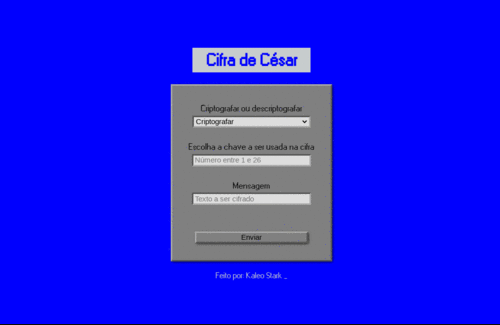 Cifra de César
Criptografar ou descriptografar
Criptografar
Escolha a chave a ser usada na cifra
Número entre 1 e 26
Mensagem
Texto a ser cifrado
Enviar
Feito por: Kaleo Stark _